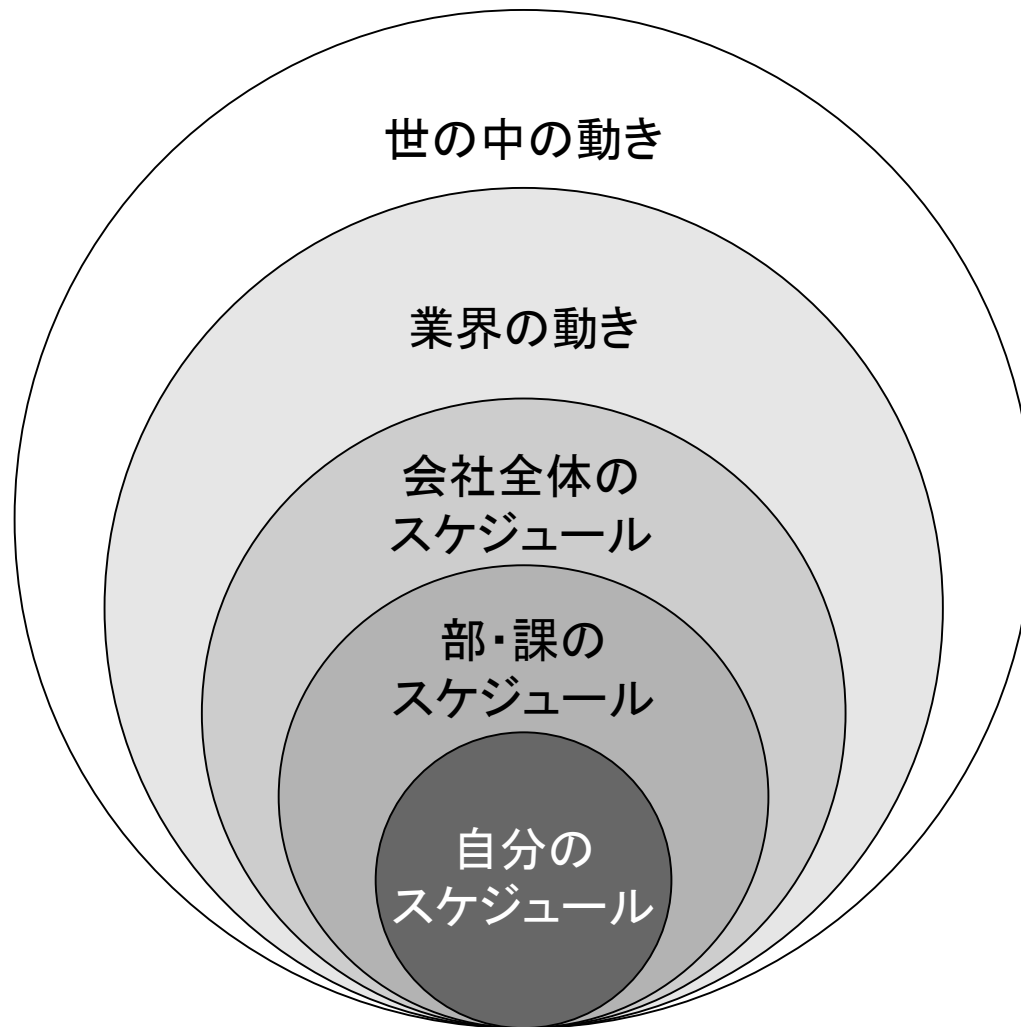 世の中の動き
業界の動き
会社全体の
スケジュール
部・課の
スケジュール
自分の
スケジュール